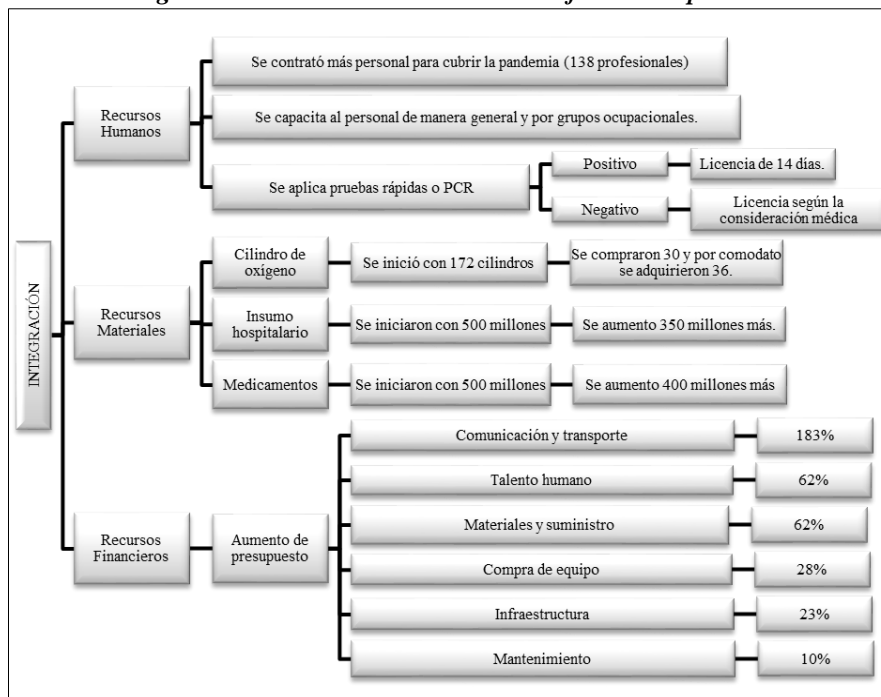 Se contrató más personal para cubrir la pandemia (138 profesionales)
Recursos
Humanos
Se capacita al personal de manera general y por grupos ocupacionales.
Se aplica pruebas rápidas o PCR
Positivo
Licencia de 14 días.
Negativo
Licencia según la
consideración médica
INTEGRACIÓN
Recursos
Materiales
Cilindro de
oxígeno
Se inició con 172 cilindros
Se compraron 30 y por comodato
se adquirieron 36.
Insumo
hospitalario
Se iniciaron con 500 millones
Se aumento 350 millones más.
Medicamentos
Se iniciaron con 500 millones
Se aumento 400 millones más
Recursos
Financieros
Aumento de
presupuesto
Comunicación y transporte
183%
Talento humano
62%
Materiales y suministro
62%
Compra de equipo
28%
Infraestructura
23%
Mantenimiento
10%